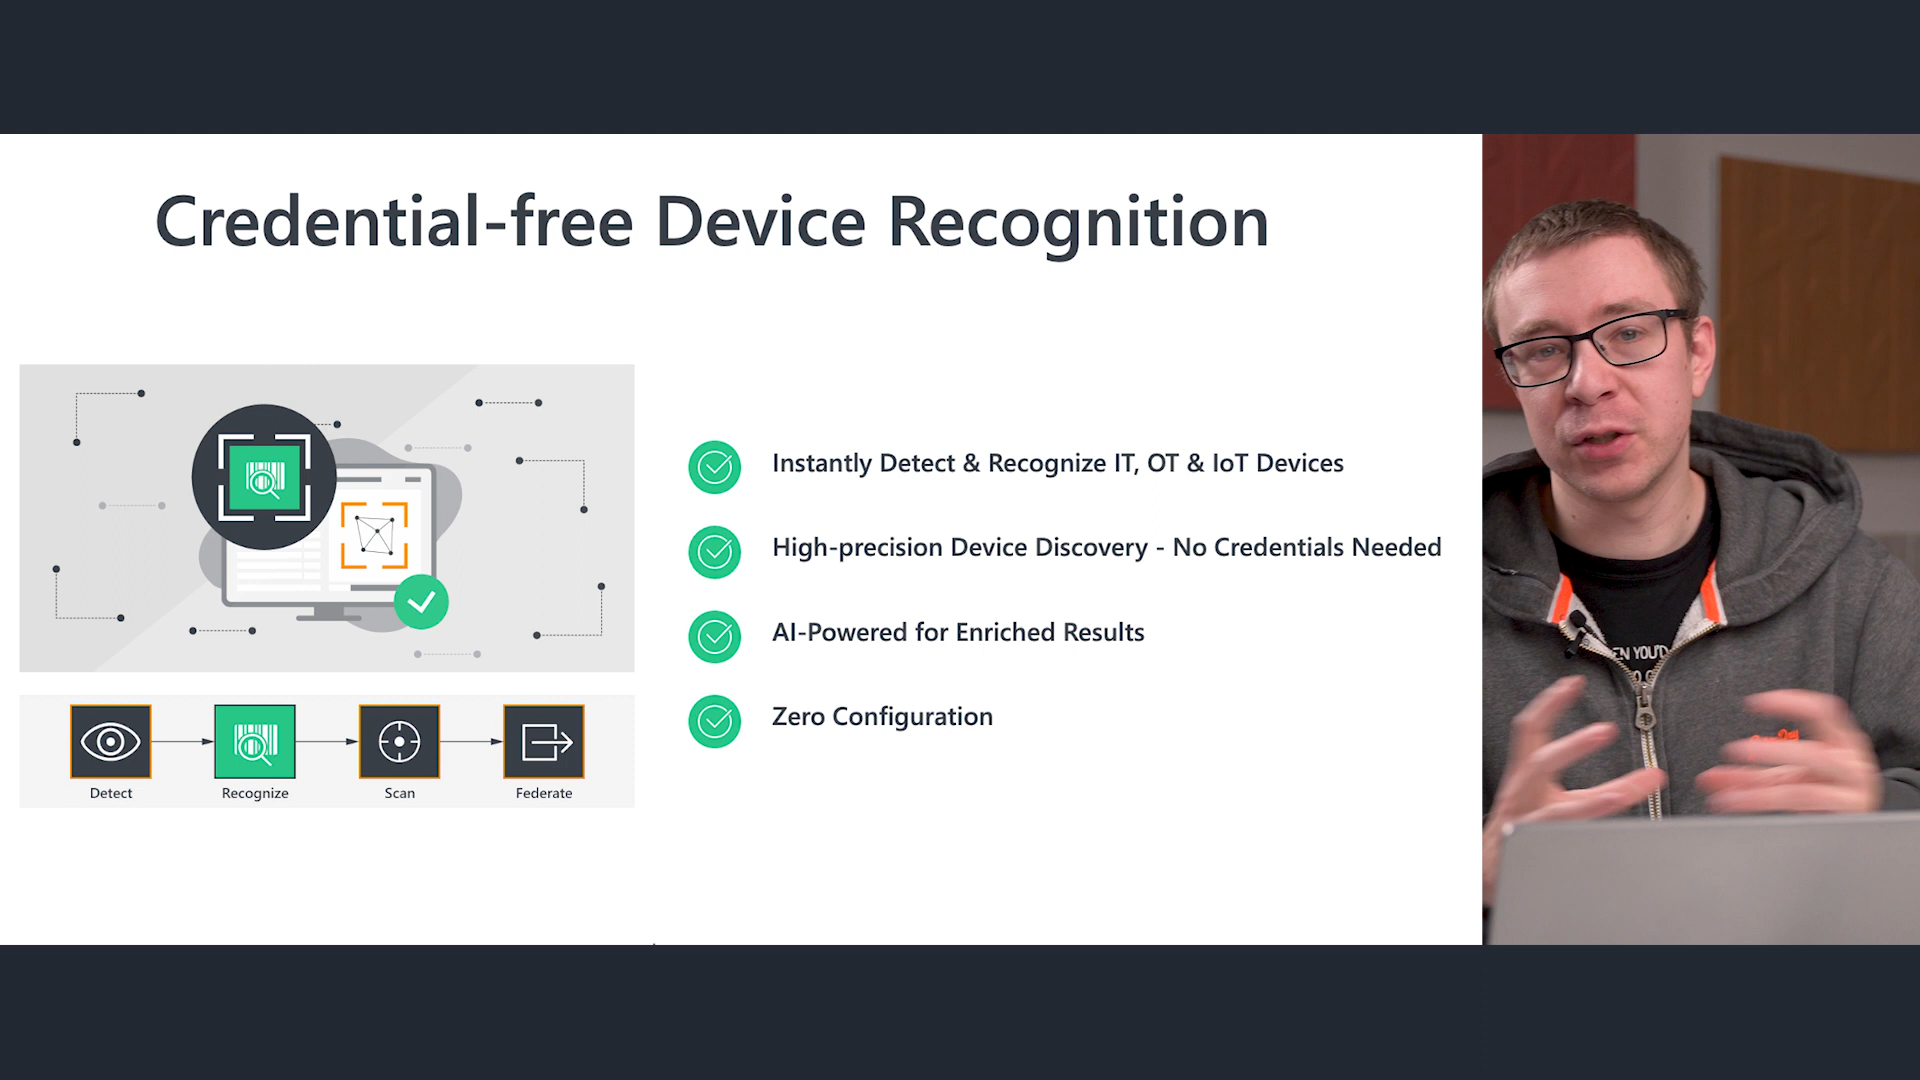 Credential-free Device Recognition
Instantly Detect & Recognize IT, OT & IoT Devices
High-precision Device Discovery - No Credentials Needed
AI-Powered for Enriched Results
Zero Configuration
Detect
Recognize
Scan
Federate
YOU'D